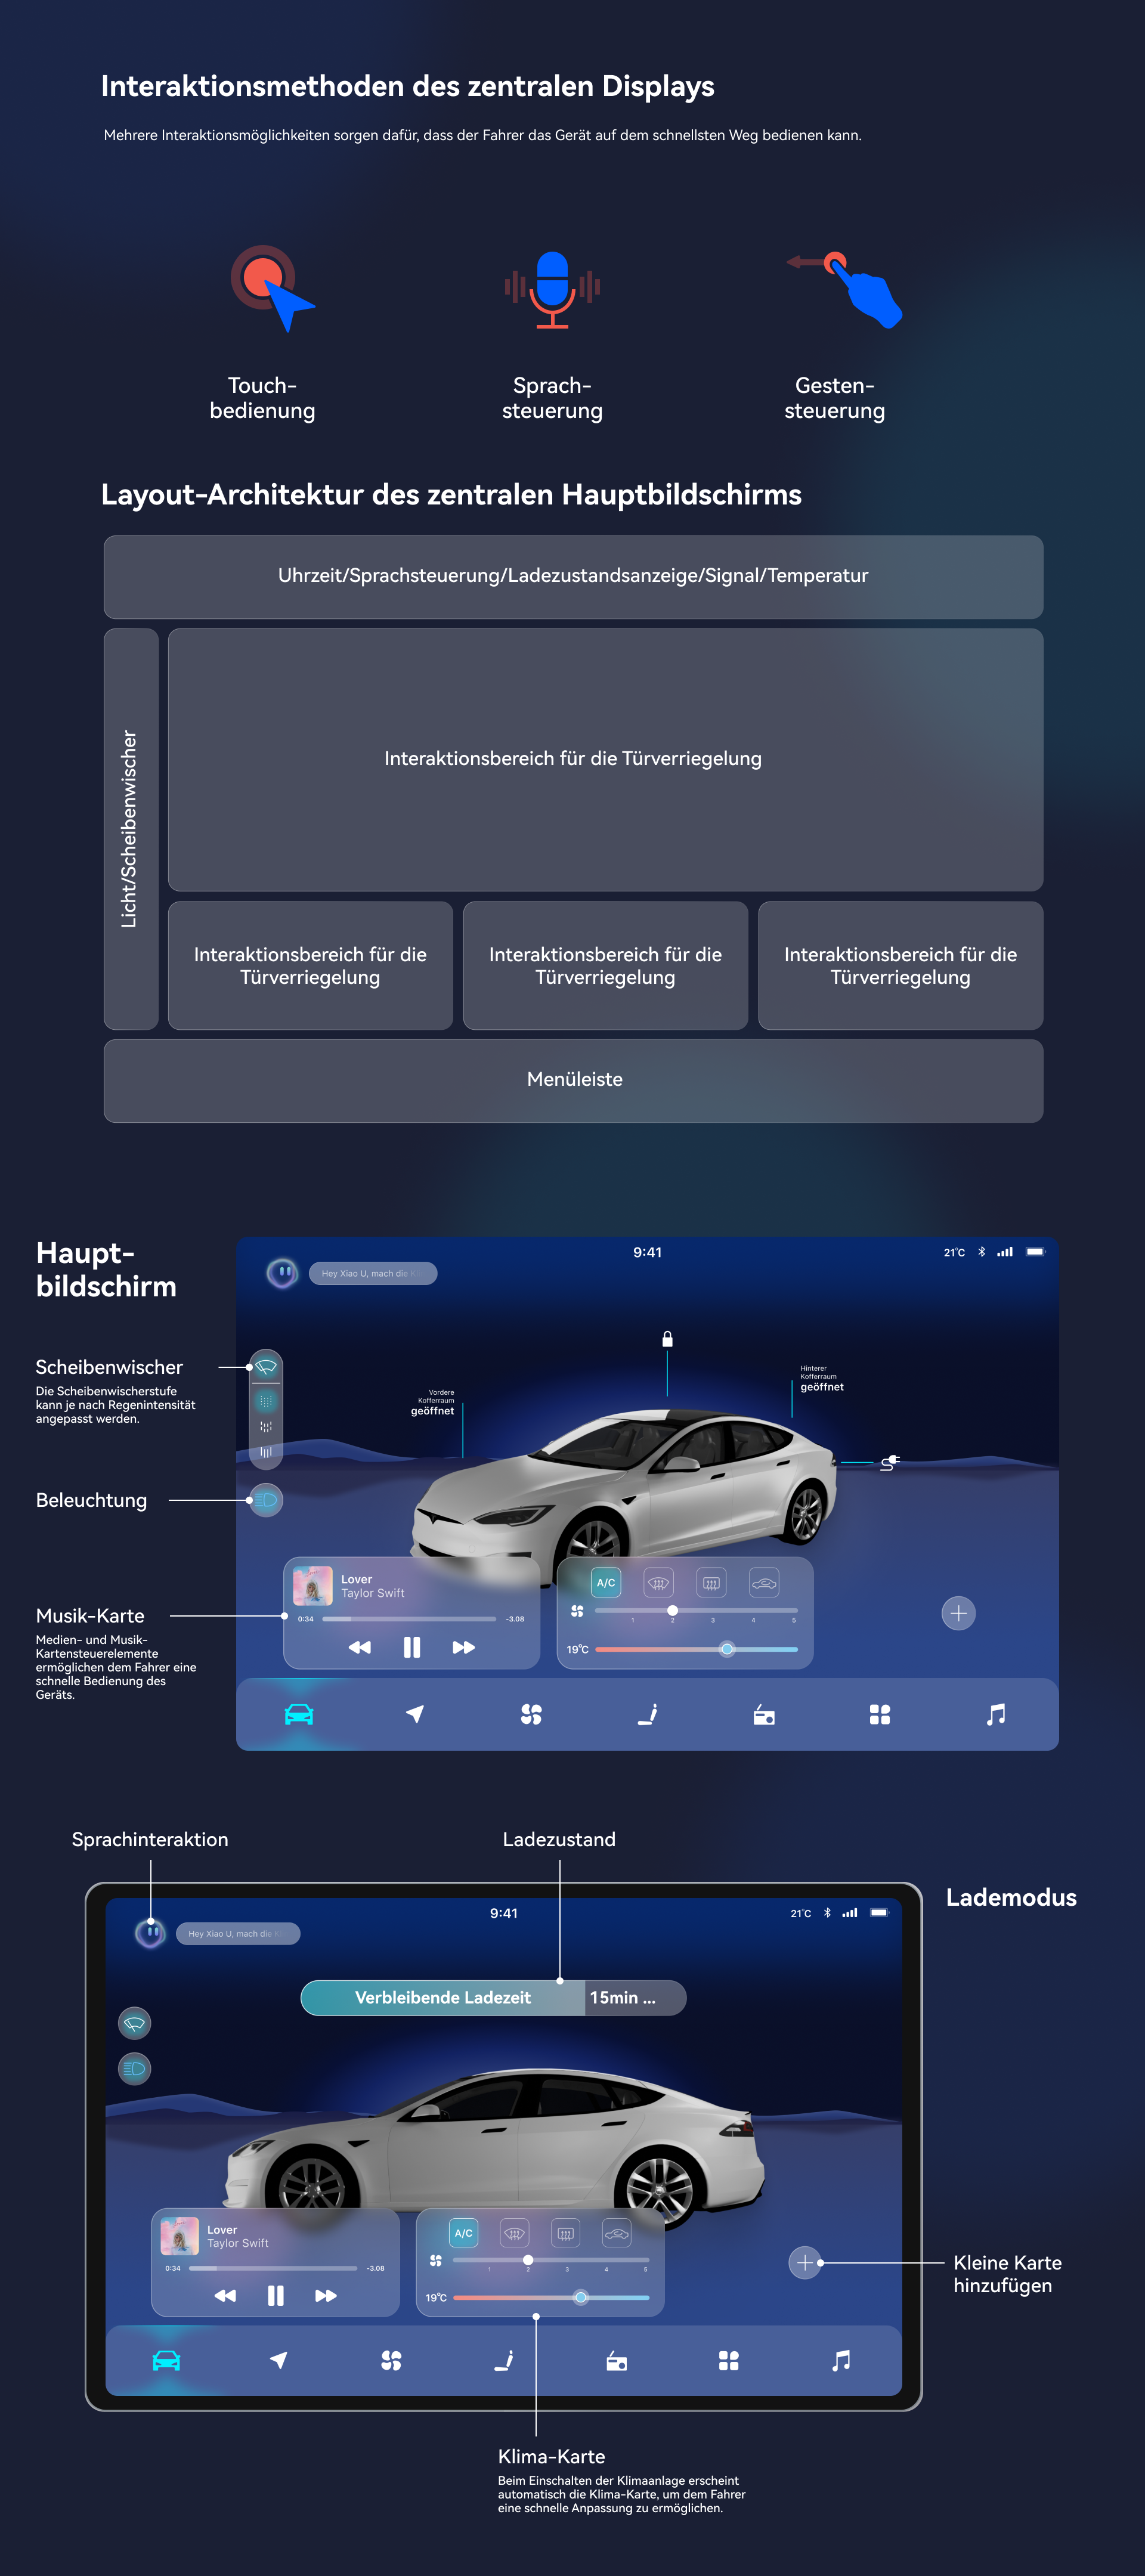 Interaktionsmethoden des zentralen Displays
Mehrere Interaktionsmöglichkeiten sorgen dafür, dass der Fahrer das Gerät auf dem schnellsten Weg bedienen kann.
Touch-
bedienung
Sprach-
steuerung
Gesten-
steuerung
Layout-Architektur des zentralen Hauptbildschirms
Uhrzeit/Sprachsteuerung/Ladezustandsanzeige/Signal/Temperatur
Licht/Scheibenwischer
Interaktionsbereich für die Türverriegelung
Interaktionsbereich für die
Türverriegelung
Interaktionsbereich für die
Türverriegelung
Interaktionsbereich für die
Türverriegelung
Menüleiste
Haupt-
bildschirm
Scheibenwischer
Die Scheibenwischerstufe
kann je nach Regenintensität
angepasst werden.
Beleuchtung
Musik-Karte
Medien- und Musik-
Kartensteuerelemente
ermöglichen dem Fahrer eine
schnelle Bedienung des
Geräts.
9:41
21°C
Hey Xiao U, mach die
Vordere
Kofferraum
geöffnet
Hinterer
Kofferraum
geöffnet
Lover
Taylor Swift
0:34
-3.08
A/C
1 2 3 4 5
19°C
Sprachinteraktion
Ladezustand
Lademodus
9:41
21°C
Hey Xiao U, mach die
Verbleibende Ladezeit
15min ...
Lover
Taylor Swift
0:34
-3.08
A/C
1 2 3 4 5
19°C
Kleine Karte
hinzufügen
Klima-Karte
Beim Einschalten der Klimaanlage erscheint
automatisch die Klima-Karte, um dem Fahrer
eine schnelle Anpassung zu ermöglichen.